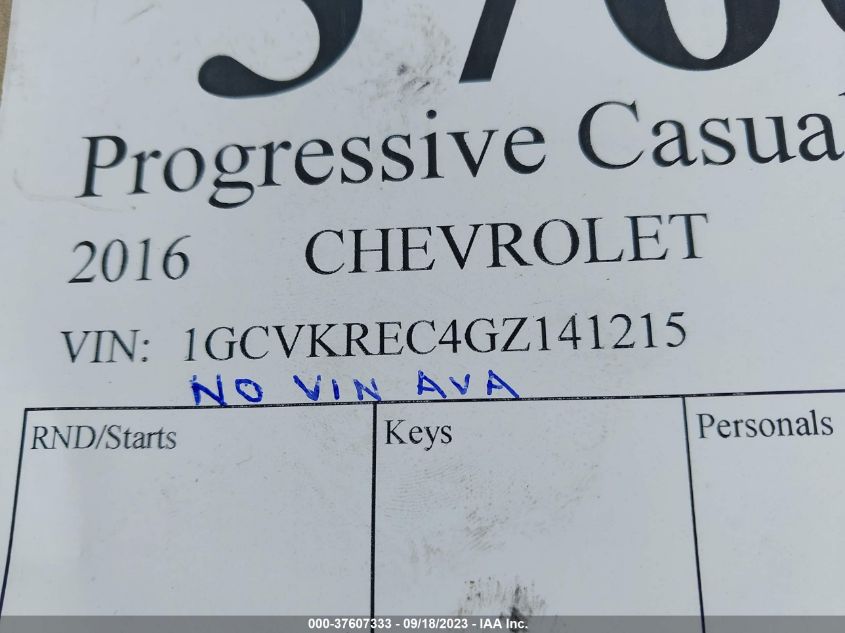 Progressive Casual
2016 CHEVROLET
VIN: 1GCVKREC4GZ141215
NO VIN AVA
RND/Starts Keys Personals
000-37607333 - 09/18/2023 - IAA Inc.